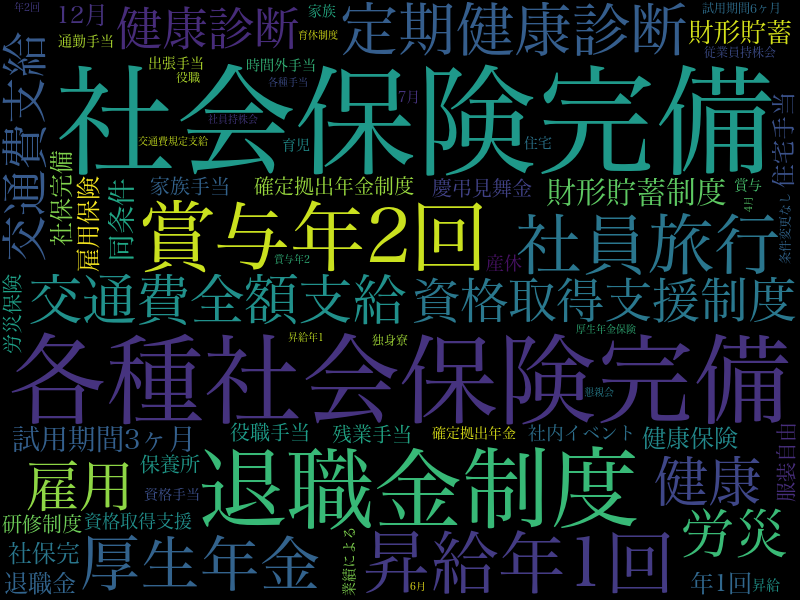 年2回
12月
家族
試用期間6ヶ月
健康診断
定期健康診断
財形貯蓄
通勤手当
育休制度
従業員持株会
交通費支給
出張手当
時間外手当
役職
各種手当
社会保険完備
7月
住宅手当
社員持株会
交通費規定支給
育児
住宅
社保完備
雇用保険
同条件
家族手当
確定拠出年金制度
慶弔見舞金
財形貯蓄制度
賞与
4月
条件変更なし
賞与年2回
社員旅行
賞与年2
産休
労災保険
交通費全額支給
資格取得支援制度
昇給年1
独身寮
厚生年金保険
各種社会保険完備
懇親会
試用期間3ヶ月
役職手当
残業手当
確定拠出年金
社内イベント
健康保険
服装自由
雇用
保養所
退職金制度
健康
資格手当
研修制度
資格取得支援
労災
社保完
厚生年金
業績による
昇給年1回
退職金
6月
年1回
昇給